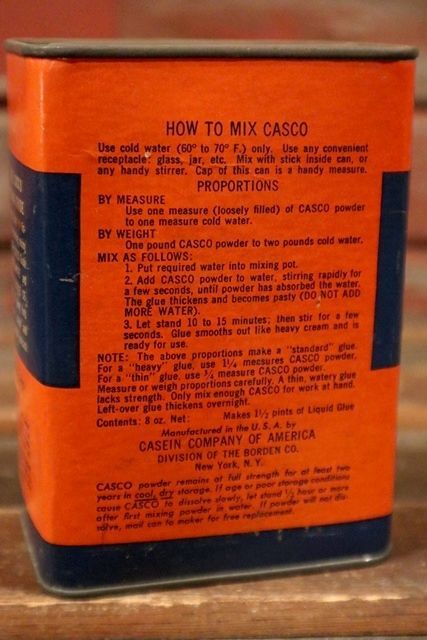 HOW TO MIX CASCO
Use cold water (60° to 70° F.) only. Use any convenient
receptacle: glass, jar, etc. Mix with stick inside can, or
any handy stirrer. Cap of this can is a handy measure.
PROPORTIONS
BY MEASURE
Use one measure (loosely filled) of CASCO powder
to one measure cold water.
BY WEIGHT
One pound CASCO powder to two pounds cold water.
MIX AS FOLLOWS:
1. Put required water into mixing pot.
2. Add CASCO powder to water, stirring rapidly for
a few seconds, until powder has absorbed the water.
The glue thickens and becomes pasty (DO NOT ADD
MORE WATER).
3. Let stand 10 to 15 minutes; then stir for a few
seconds. Glue smooths out like heavy cream and is
ready for use.
NOTE: The above proportions make a "standard" glue.
For a "heavy" glue, use 1¼ measures CASCO powder.
For a "thin" glue, use ¾ measure CASCO powder.
Measure or weigh proportions carefully. A thin, watery glue
lacks strength. Only mix enough CASCO for work at hand.
Left-over glue thickens overnight.
Contents: 8 oz. Net: Makes 1½ pints of Liquid Glue
Manufactured in the U.S.A. by
CASEIN COMPANY OF AMERICA
DIVISION OF THE BORDEN CO.
New York, N.Y.
CASCO powder remains at full strength for at least two
years in cool, dry storage. If age or poor storage conditions
cause CASCO to dissolve slowly, let stand ½ hour or more
after first mixing powder in water. If powder will not dis-
solve, mail can to maker for free replacement.